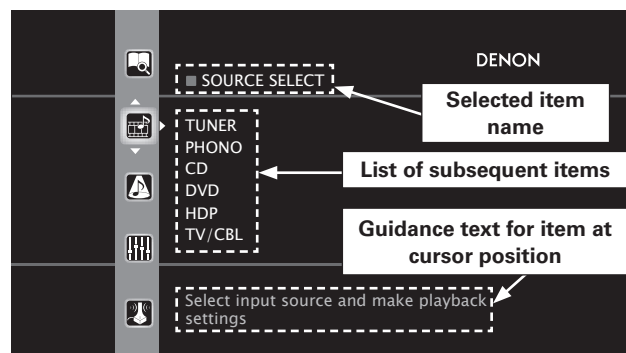 DENON
SOURCE SELECT
Selected item
name
TUNER
PHONO
CD
DVD
HDP
TV/CBL
List of subsequent items
Guidance text for item at
cursor position
Select input source and make playback
settings